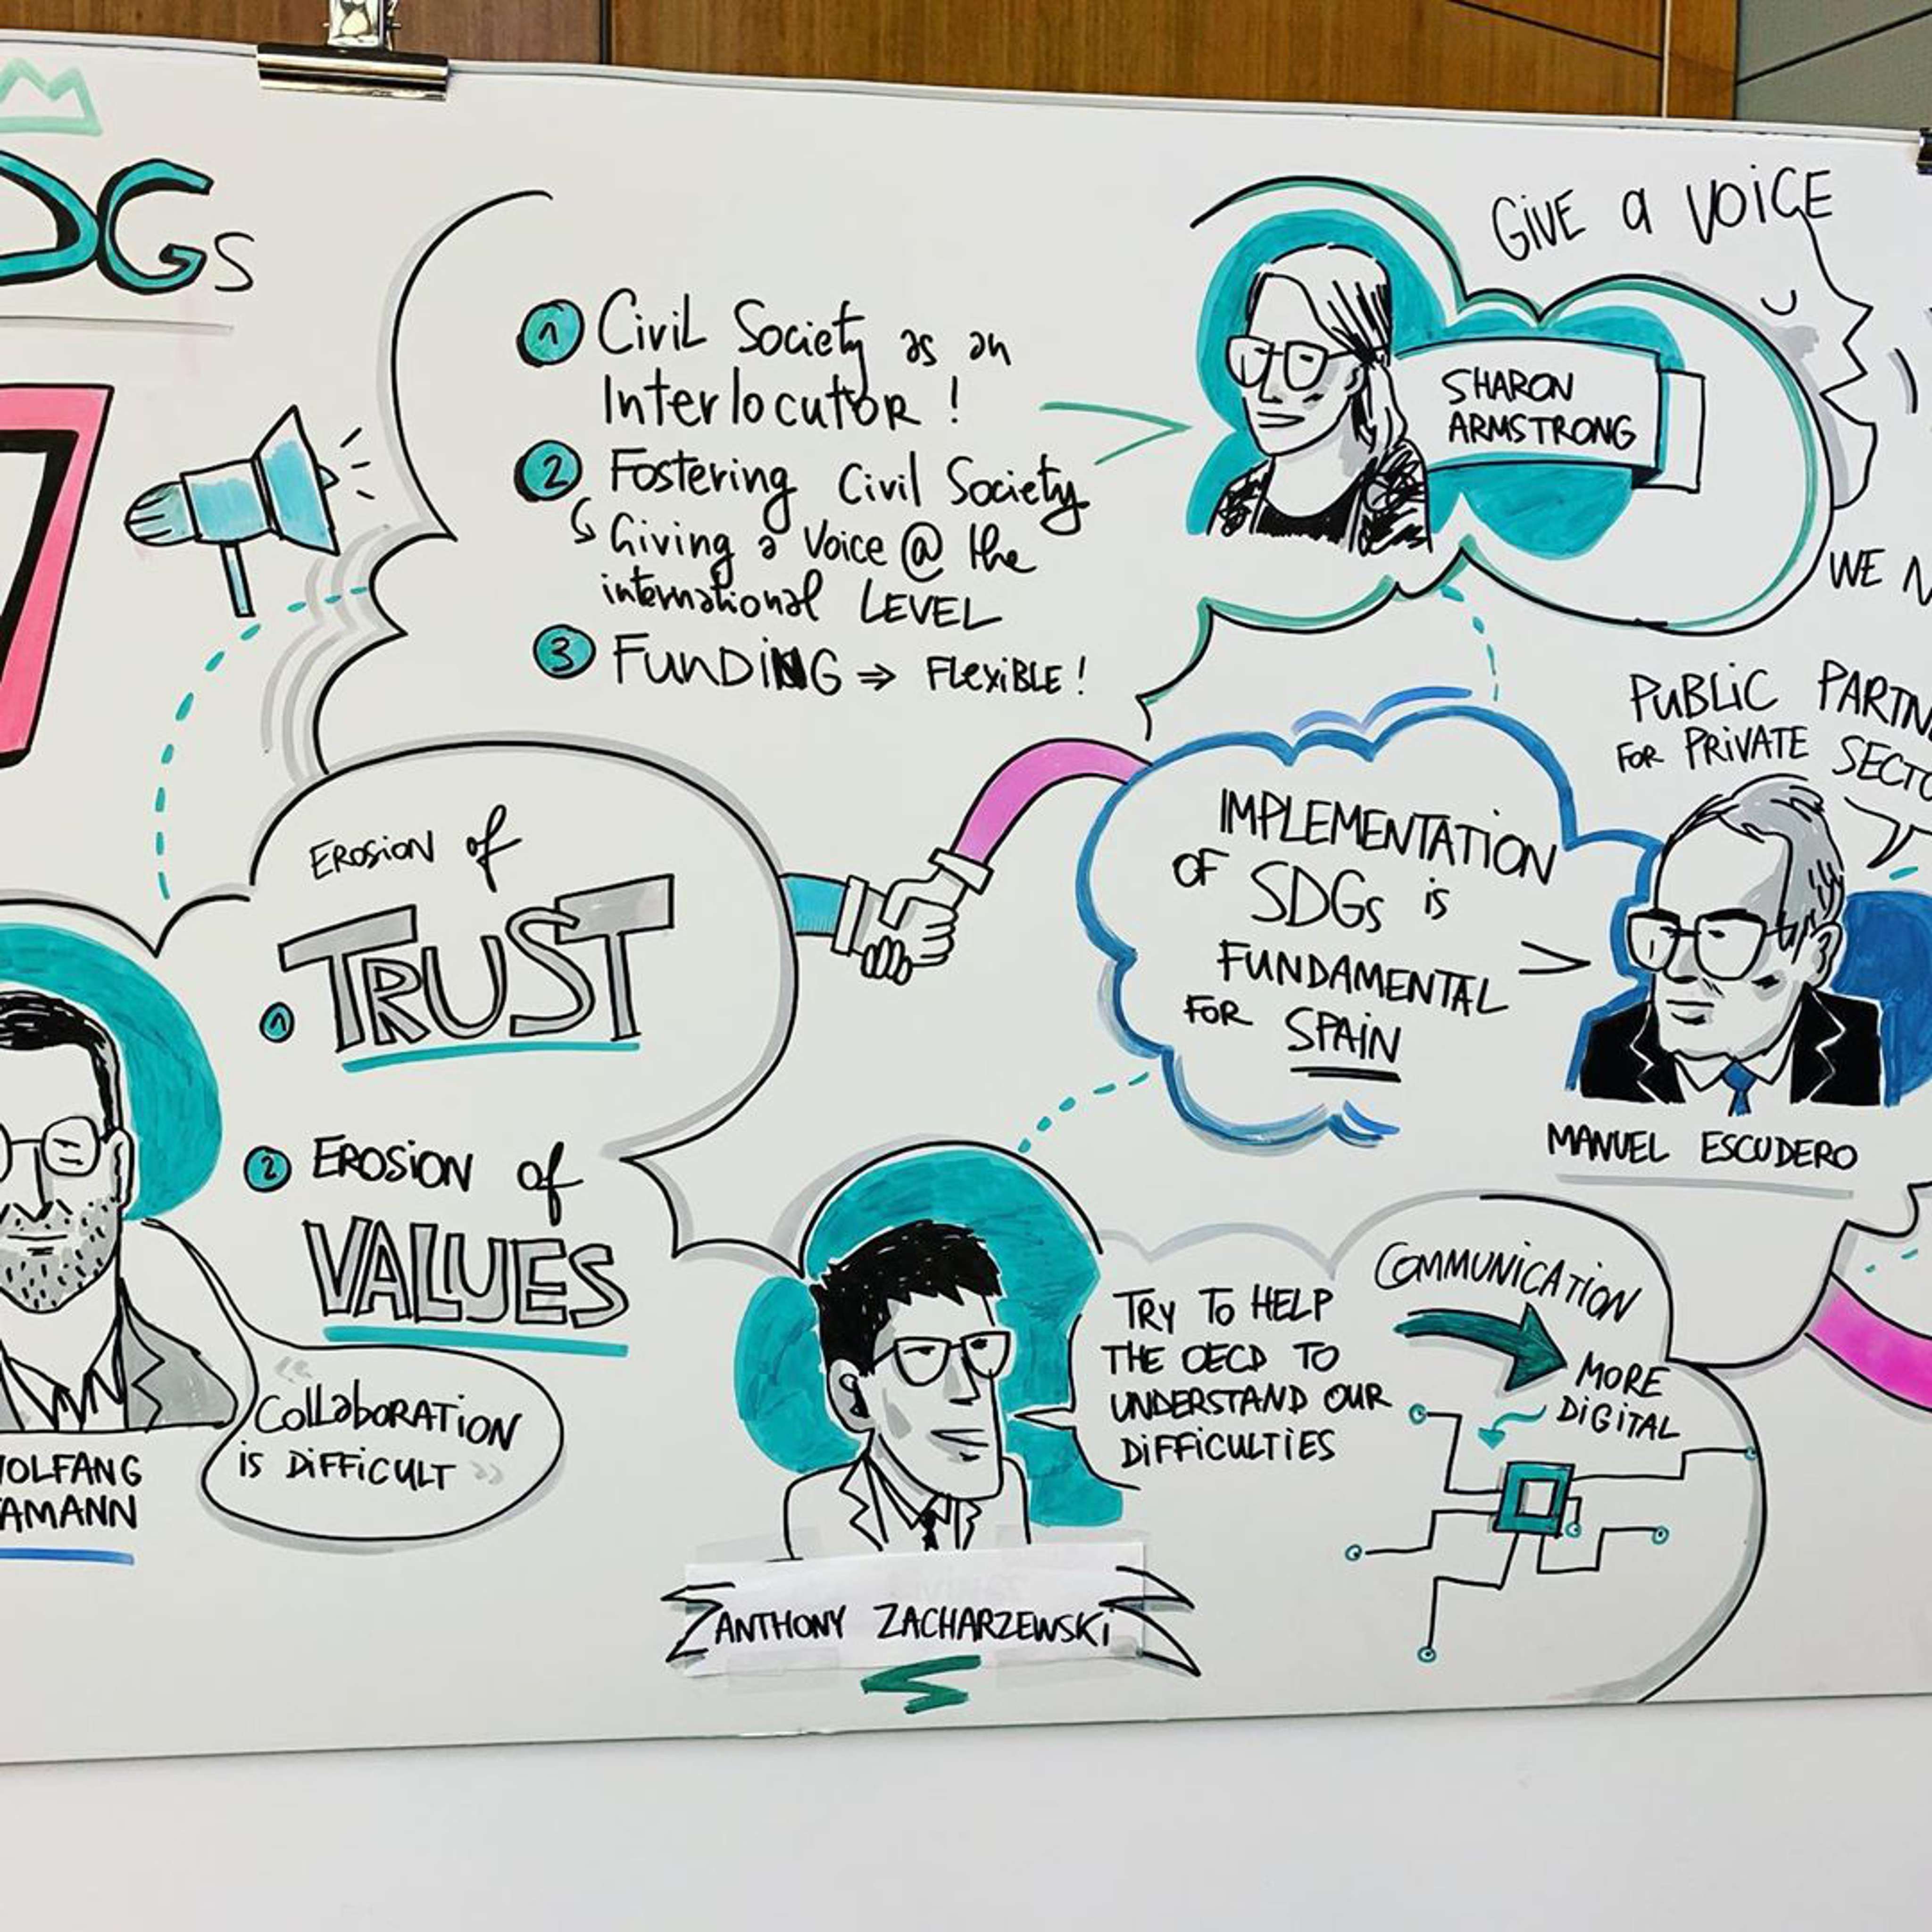 DGs
① Civil Society as an
Interlocutor !
② Fostering Civil Society
Giving a Voice @ the
international LEVEL
③ FUNDING ⇒ FLEXIBLE !
GIVE a VOICE
SHARON
ARMSTRONG
WE
PUBLIC
FOR PRIVATE
EROSION of
① TRUST
② EROSION of
VALUES
"COLLABORATION
IS DIFFICULT"
IMPLEMENTATION
OF SDGs is
FUNDAMENTAL
FOR SPAIN
MANUEL ESCUDERO
TRY TO HELP
THE OECD TO
UNDERSTAND OUR
DIFFICULTIES
COMMUNICATION
MORE
DIGITAL
OLFANG
AMANN
ANTHONY ZACHARZEWSKI